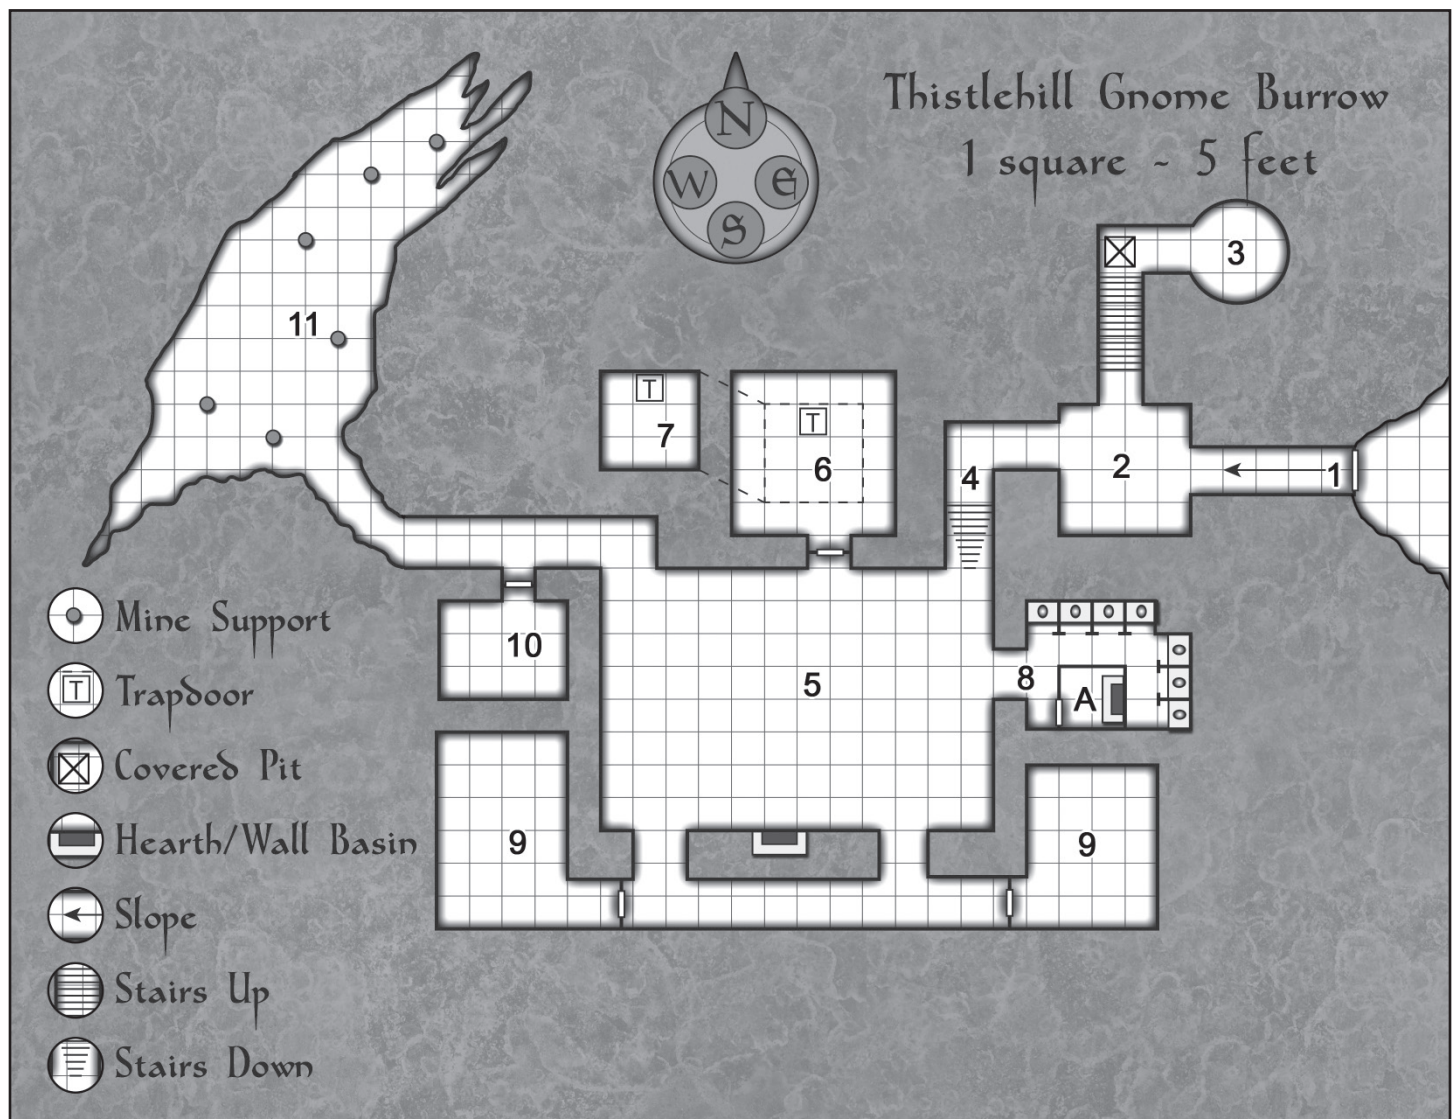 Thistlehill Gnome Burrow
1 square - 5 feet
N
W E
S
3
11
T
T
7
6
4
2
1
10
5
8
A
9
9
Mine Support
T Trapdoor
Covered Pit
Hearth/Wall Basin
Slope
Stairs Up
Stairs Down